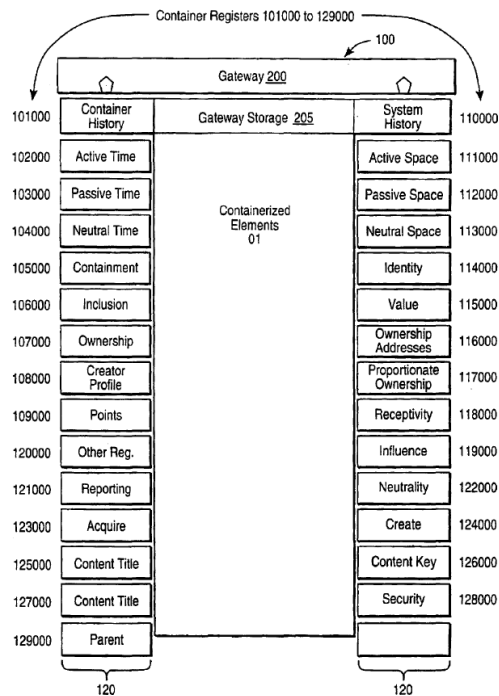 Container Registers 101000 to 129000
100
Gateway 200
101000 Container History Gateway Storage 205 System History 110000
102000 Active Time Active Space 111000
103000 Passive Time Passive Space 112000
104000 Neutral Time Containerized Elements 01 Neutral Space 113000
105000 Containment Identity 114000
106000 Inclusion Value 115000
107000 Ownership Ownership Addresses 116000
108000 Creator Profile Proportionate Ownership 117000
109000 Points Receptivity 118000
120000 Other Reg. Influence 119000
121000 Reporting Neutrality 122000
123000 Acquire Create 124000
125000 Content Title Content Key 126000
127000 Content Title Security 128000
129000 Parent
120 120